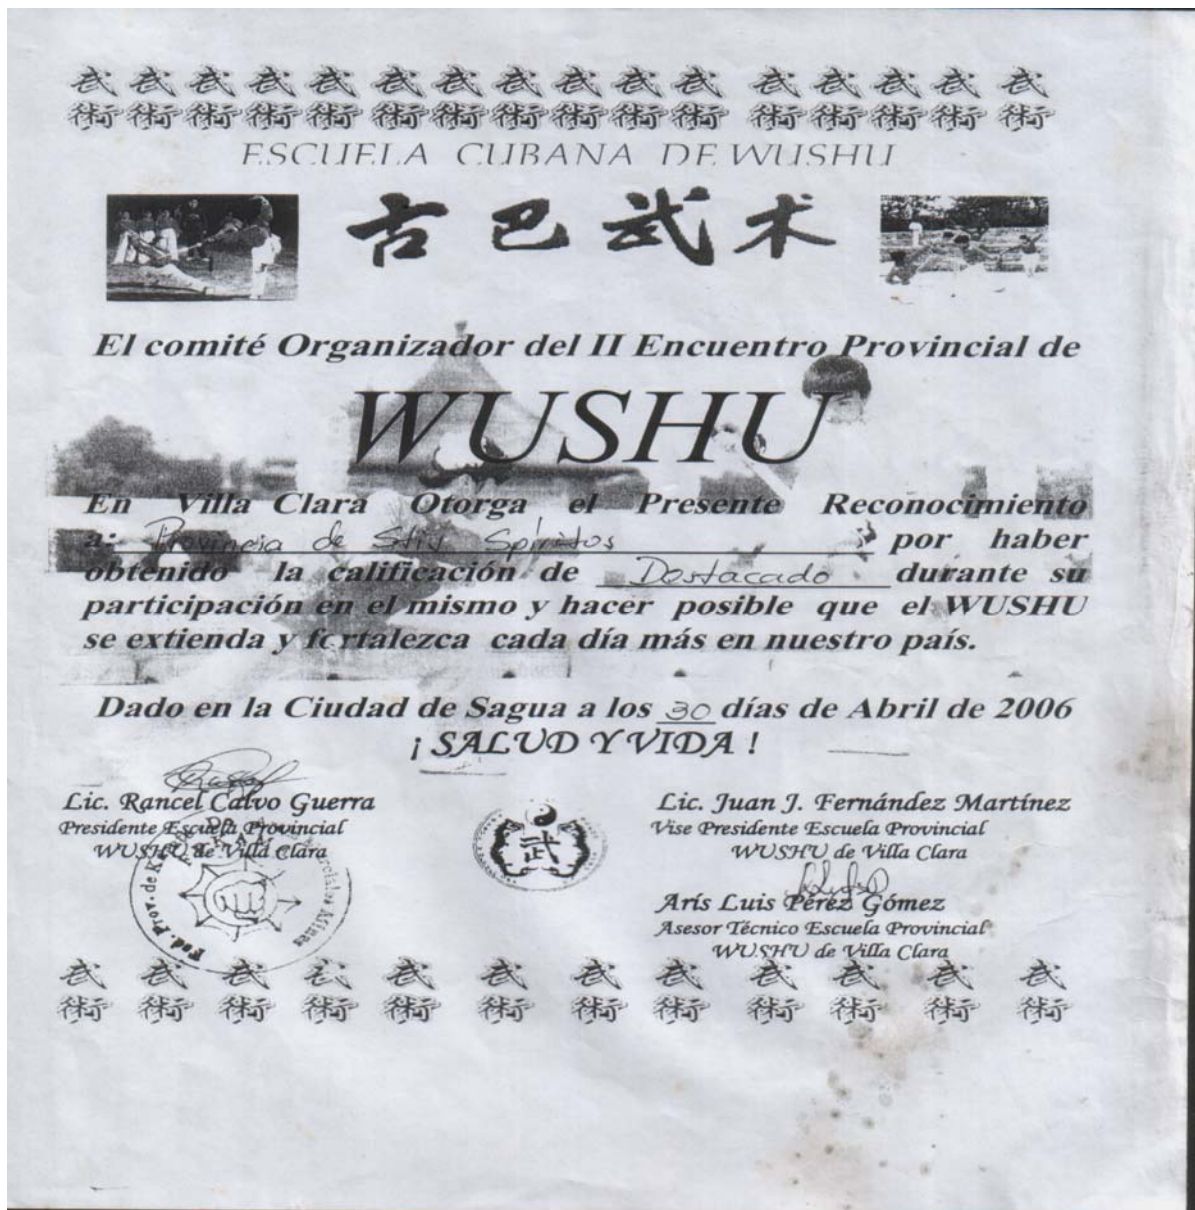 武 武 武 武 武 武 武 武 武 武 武 武 武 武 武 武
術 術 術 術 術 術 術 術 術 術 術 術 術 術 術 術
ESCUELA CUBANA DE WUSHU
古巴武术
El comité Organizador del II Encuentro Provincial de
WUSHU
En Villa Clara Otorga el Presente Reconocimiento
a: Provincia de Spíritos por haber
obtenido la calificación de Destacado durante su
participación en el mismo y hacer posible que el WUSHU
se extienda y fortalezca cada día más en nuestro país.
Dado en la Ciudad de Sagua a los 30 días de Abril de 2006
¡ SALUD Y VIDA !
Lic. Rancel Calvo Guerra
Presidente Escuela Provincial
WUSHU de Villa Clara
Fed. Prov. de Afines
武
Lic. Juan J. Fernández Martínez
Vise Presidente Escuela Provincial
WUSHU de Villa Clara
Arís Luis Pérez Gómez
Asesor Técnico Escuela Provincial
WUSHU de Villa Clara
武 武 武 武 武 武 武 武 武 武 武 武
術 術 術 術 術 術 術 術 術 術 術 術